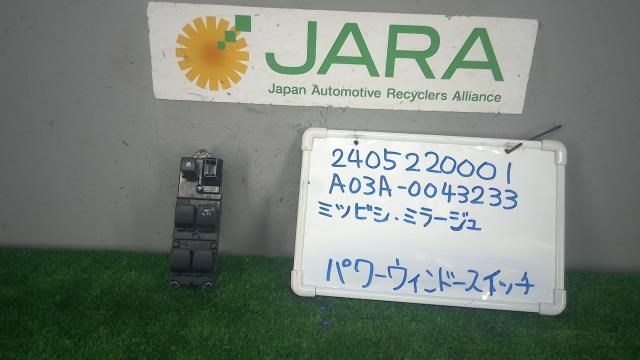 JARA
Japan Automotive Recyclers Alliance
2405220001
A03A-0043233
ミツビシ.ミラージュ
パワーウィンドースイッチ